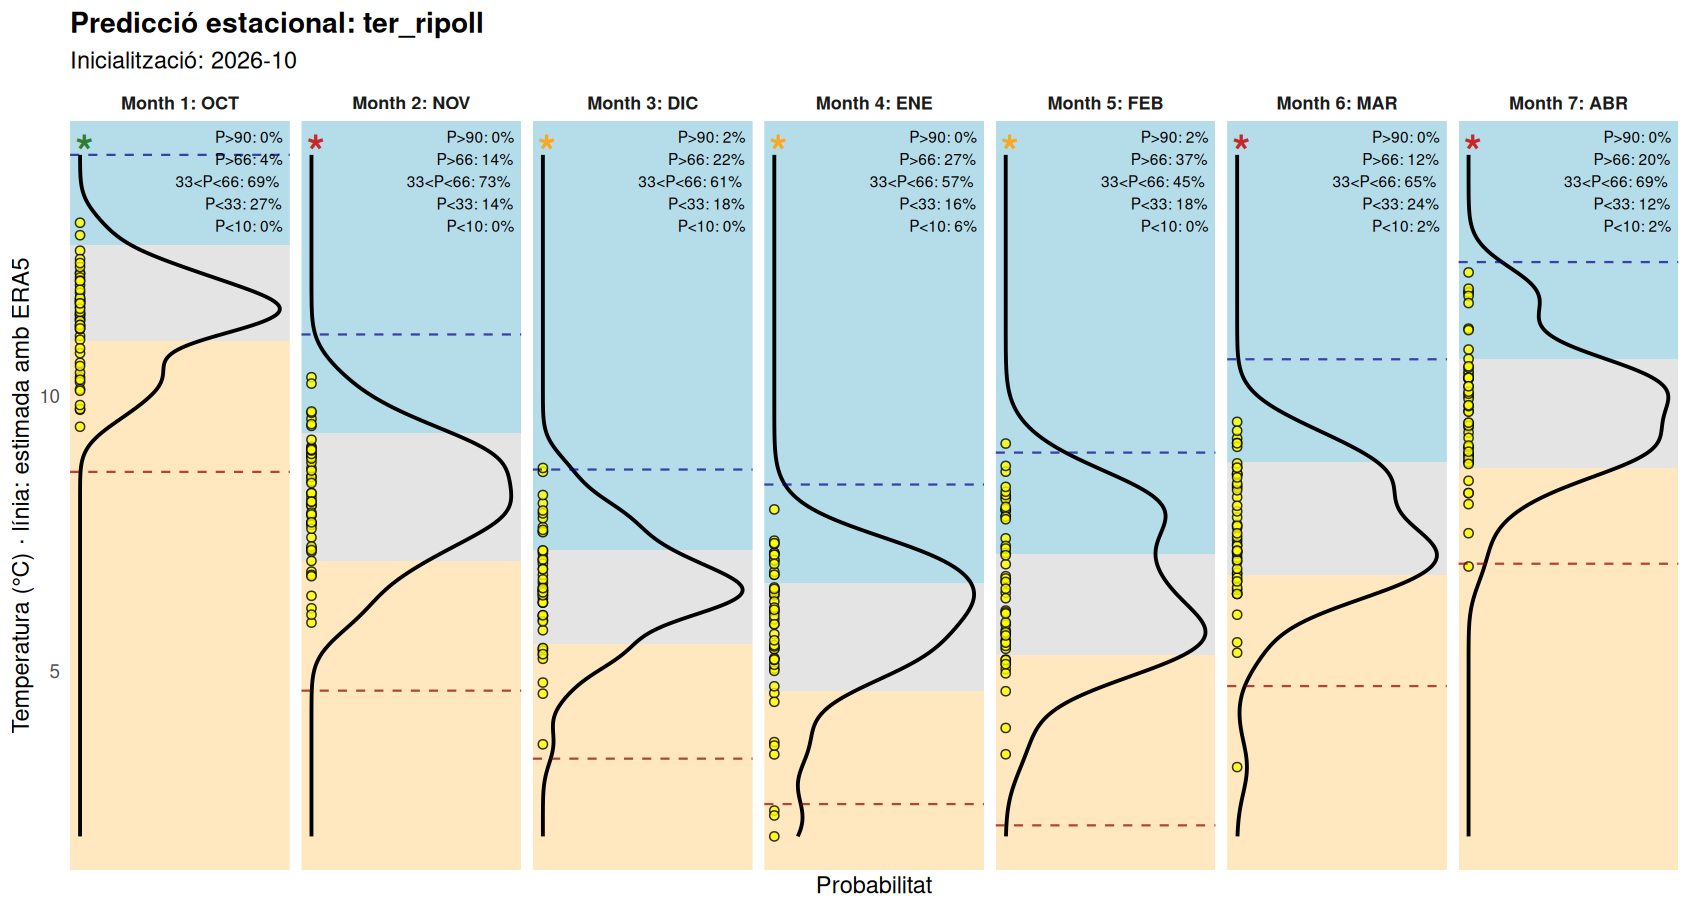 Predicció estacional: ter_ripoll
Inicialització: 2026-10
Month 1: OCT
P>90: 0%
P>66: 4%
33<P<66: 69%
P<33: 27%
P<10: 0%
Month 2: NOV
P>90: 0%
P>66: 14%
33<P<66: 73%
P<33: 14%
P<10: 0%
Month 3: DIC
P>90: 2%
P>66: 22%
33<P<66: 61%
P<33: 18%
P<10: 0%
Month 4: ENE
P>90: 0%
P>66: 27%
33<P<66: 57%
P<33: 16%
P<10: 6%
Month 5: FEB
P>90: 2%
P>66: 37%
33<P<66: 45%
P<33: 18%
P<10: 0%
Month 6: MAR
P>90: 0%
P>66: 12%
33<P<66: 65%
P<33: 24%
P<10: 2%
Month 7: ABR
P>90: 0%
P>66: 20%
33<P<66: 69%
P<33: 12%
P<10: 2%
Temperatura (°C) · línia: estimada amb ERA5
10
5
Probabilitat